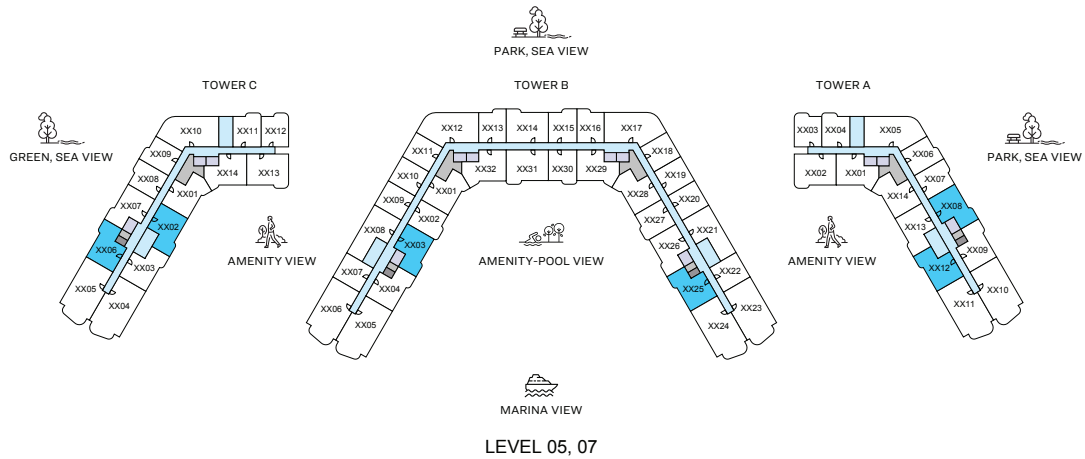 PARK, SEA VIEW
TOWER C
TOWER B
TOWER A
GREEN, SEA VIEW
PARK, SEA VIEW
XX10
XX11
XX12
XX09
XX14
XX13
XX08
XX01
XX07
XX02
XX06
XX03
XX05
XX04
AMENITY VIEW
XX12
XX13
XX14
XX15
XX16
XX17
XX11
XX32
XX31
XX30
XX29
XX18
XX10
XX01
XX28
XX19
XX09
XX02
XX27
XX20
XX08
XX03
XX26
XX21
XX07
XX04
XX25
XX22
XX06
XX05
XX24
XX23
AMENITY-POOL VIEW
XX03
XX04
XX05
XX02
XX01
XX06
XX14
XX07
XX13
XX08
XX12
XX09
XX11
XX10
AMENITY VIEW
MARINA VIEW
LEVEL 05, 07